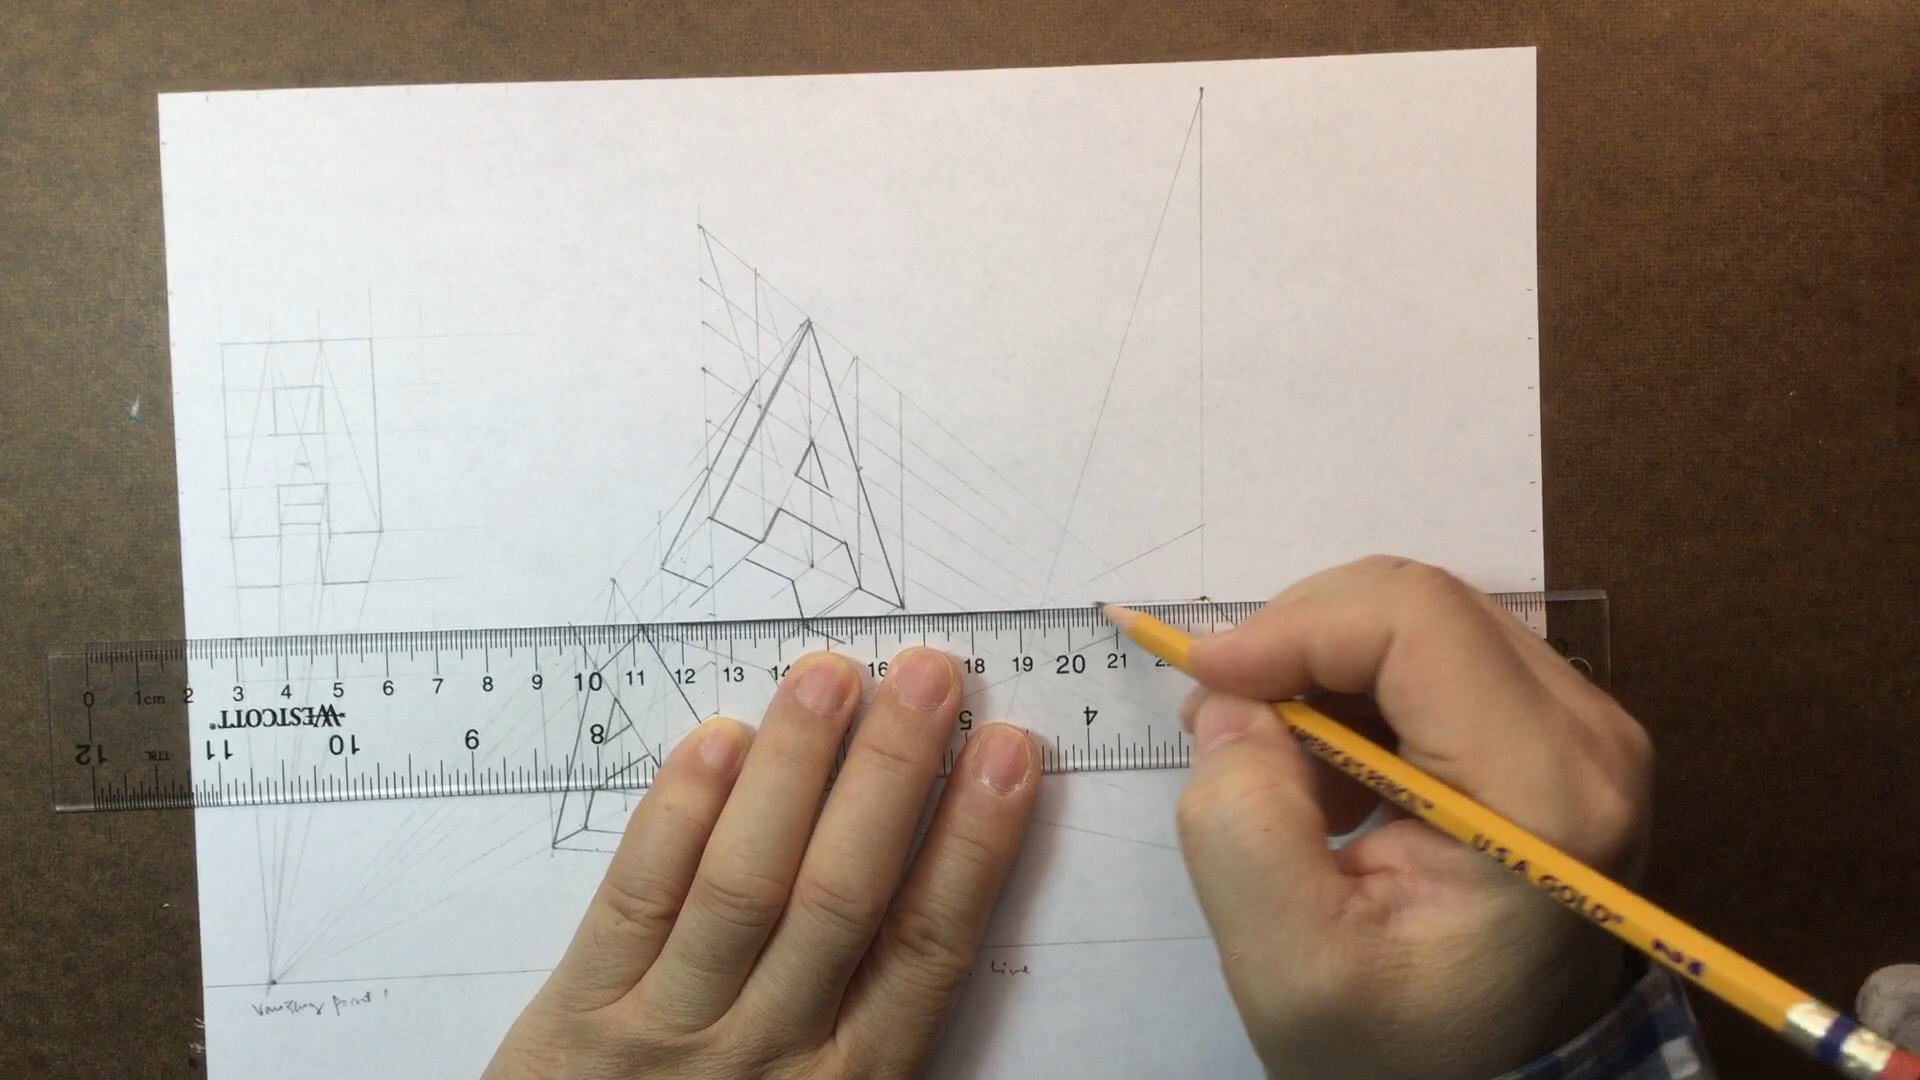 A
0 1cm 2 3 4 5 6 7 8 9 10 11 12 13 14 16 18 19 20 21
WESTCOTT®
12 11 10 9 8 5 4
A
U.S.A. GOLD®
line
Vanishing point 1